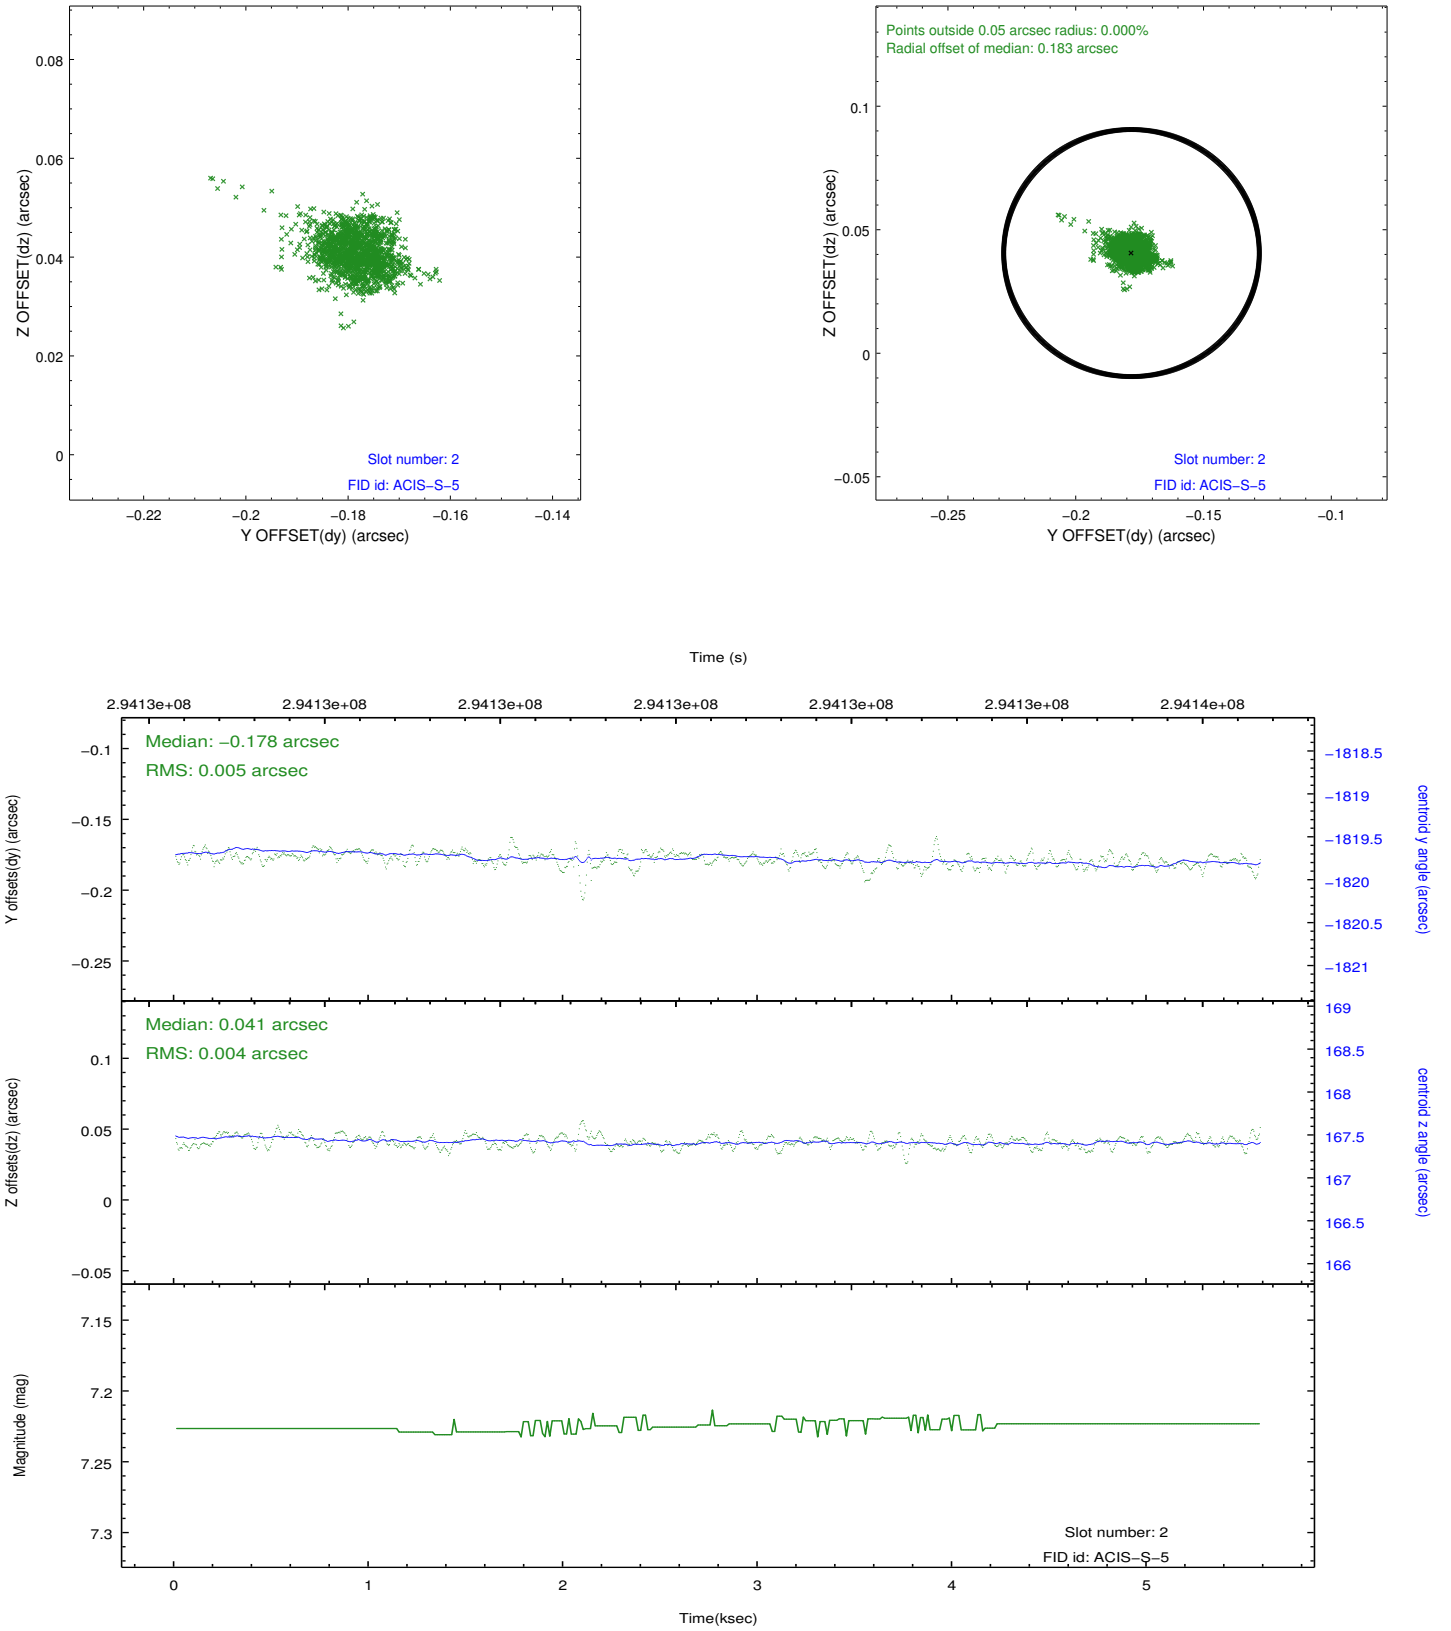 0.08
0.06
0.04
0.02
0
Z OFFSET(dz) (arcsec)
−0.22
−0.2
−0.18
−0.16
−0.14
Y OFFSET(dy) (arcsec)
Slot number: 2
FID id: ACIS−S−5
Points outside 0.05 arcsec radius: 0.000%
Radial offset of median: 0.183 arcsec
0.1
0.05
0
−0.05
Z OFFSET(dz) (arcsec)
−0.25
−0.2
−0.15
−0.1
Y OFFSET(dy) (arcsec)
Slot number: 2
FID id: ACIS−S−5
Time (s)
2.9413e+08
2.9413e+08
2.9413e+08
2.9413e+08
2.9413e+08
2.9413e+08
2.9414e+08
Median: −0.178 arcsec
RMS: 0.005 arcsec
−0.1
−0.15
−0.2
−0.25
Y offsets(dy) (arcsec)
−1818.5
−1819
−1819.5
−1820
−1820.5
−1821
centroid y angle (arcsec)
Median: 0.041 arcsec
RMS: 0.004 arcsec
0.1
0.05
0
−0.05
Z offsets(dz) (arcsec)
169
168.5
168
167.5
167
166.5
166
centroid z angle (arcsec)
7.15
7.2
7.25
7.3
Magnitude (mag)
Slot number: 2
FID id: ACIS−S−5
0
1
2
3
4
5
Time(ksec)